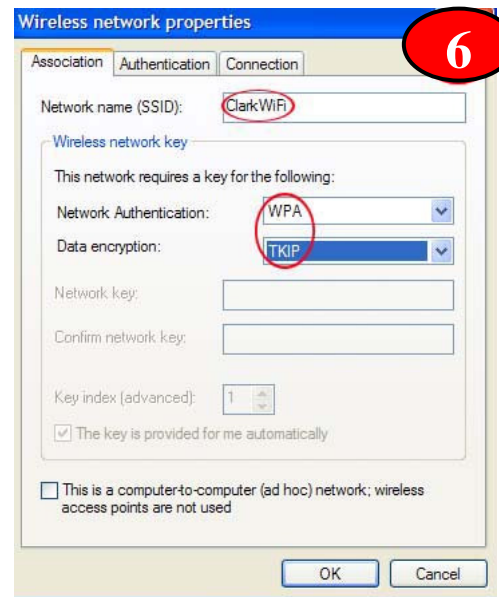 Wireless network properties
6
Association Authentication Connection
Network name (SSID): ClarkWiFi
Wireless network key
This network requires a key for the following:
Network Authentication: WPA
Data encryption: TKIP
Network key:
Confirm network key:
Key index (advanced): 1
The key is provided for me automatically
This is a computer-to-computer (ad hoc) network; wireless
access points are not used
OK Cancel